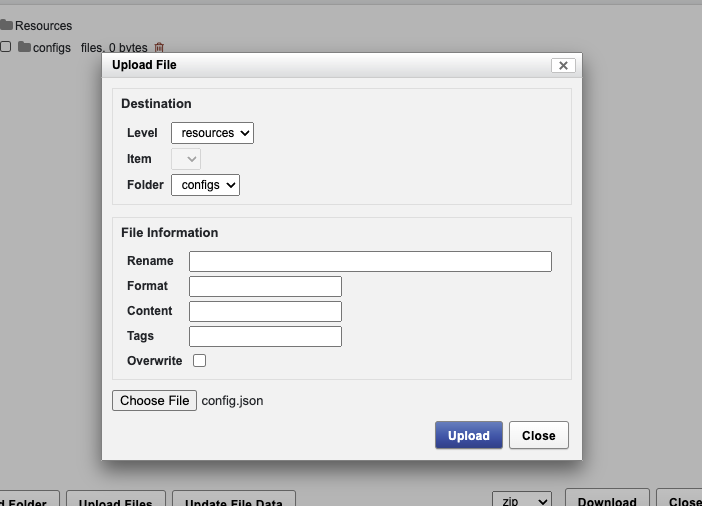 Resources
configs files, 0 bytes
Upload File
Destination
Level resources
Item
Folder configs
File Information
Rename
Format
Content
Tags
Overwrite
Choose File config.json
Upload Close
d Folder Upload Files Update File Data zip Download Close